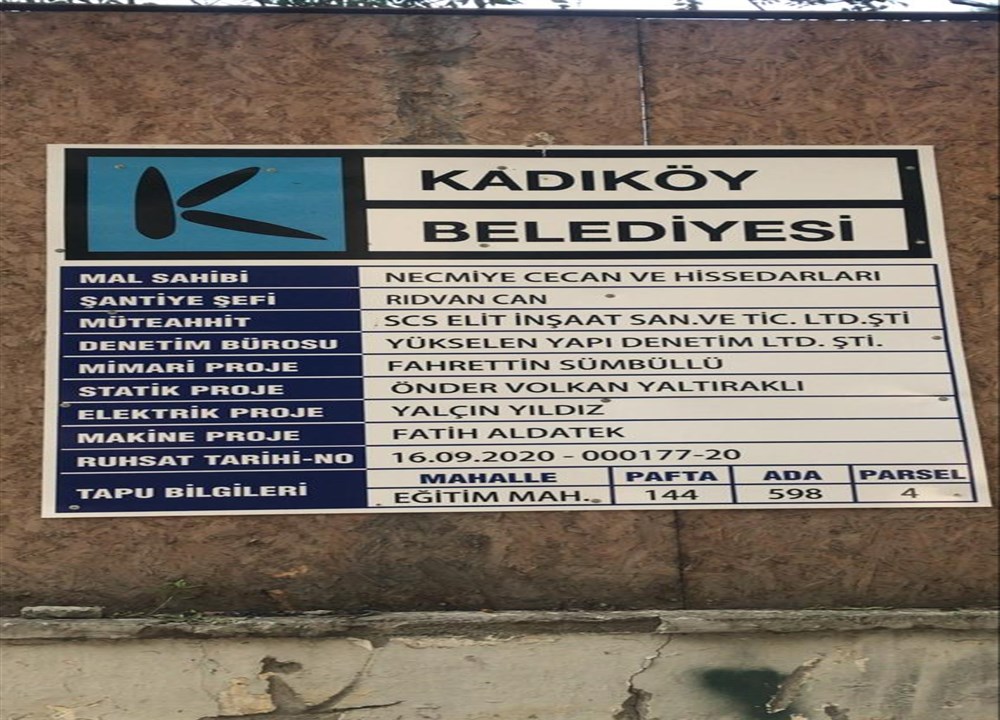 KADIKÖY
BELEDİYESİ
MAL SAHİBİ NECMİYE CECAN VE HİSSEDARLARI
ŞANTİYE ŞEFİ RIDVAN CAN
MÜTEAHHİT SCS ELİT İNŞAAT SAN.VE TİC. LTD.ŞTİ
DENETİM BÜROSU YÜKSELEN YAPI DENETİM LTD. ŞTİ.
MİMARİ PROJE FAHRETTİN SÜMBÜLLÜ
STATİK PROJE ÖNDER VOLKAN YALTIRAKLI
ELEKTRİK PROJE YALÇIN YILDIZ
MAKİNE PROJE FATİH ALDATEK
RUHSAT TARİHİ-NO 16.09.2020 - 000177-20
TAPU BİLGİLERİ MAHALLE PAFTA ADA PARSEL
EĞİTİM MAH. 144 598 4